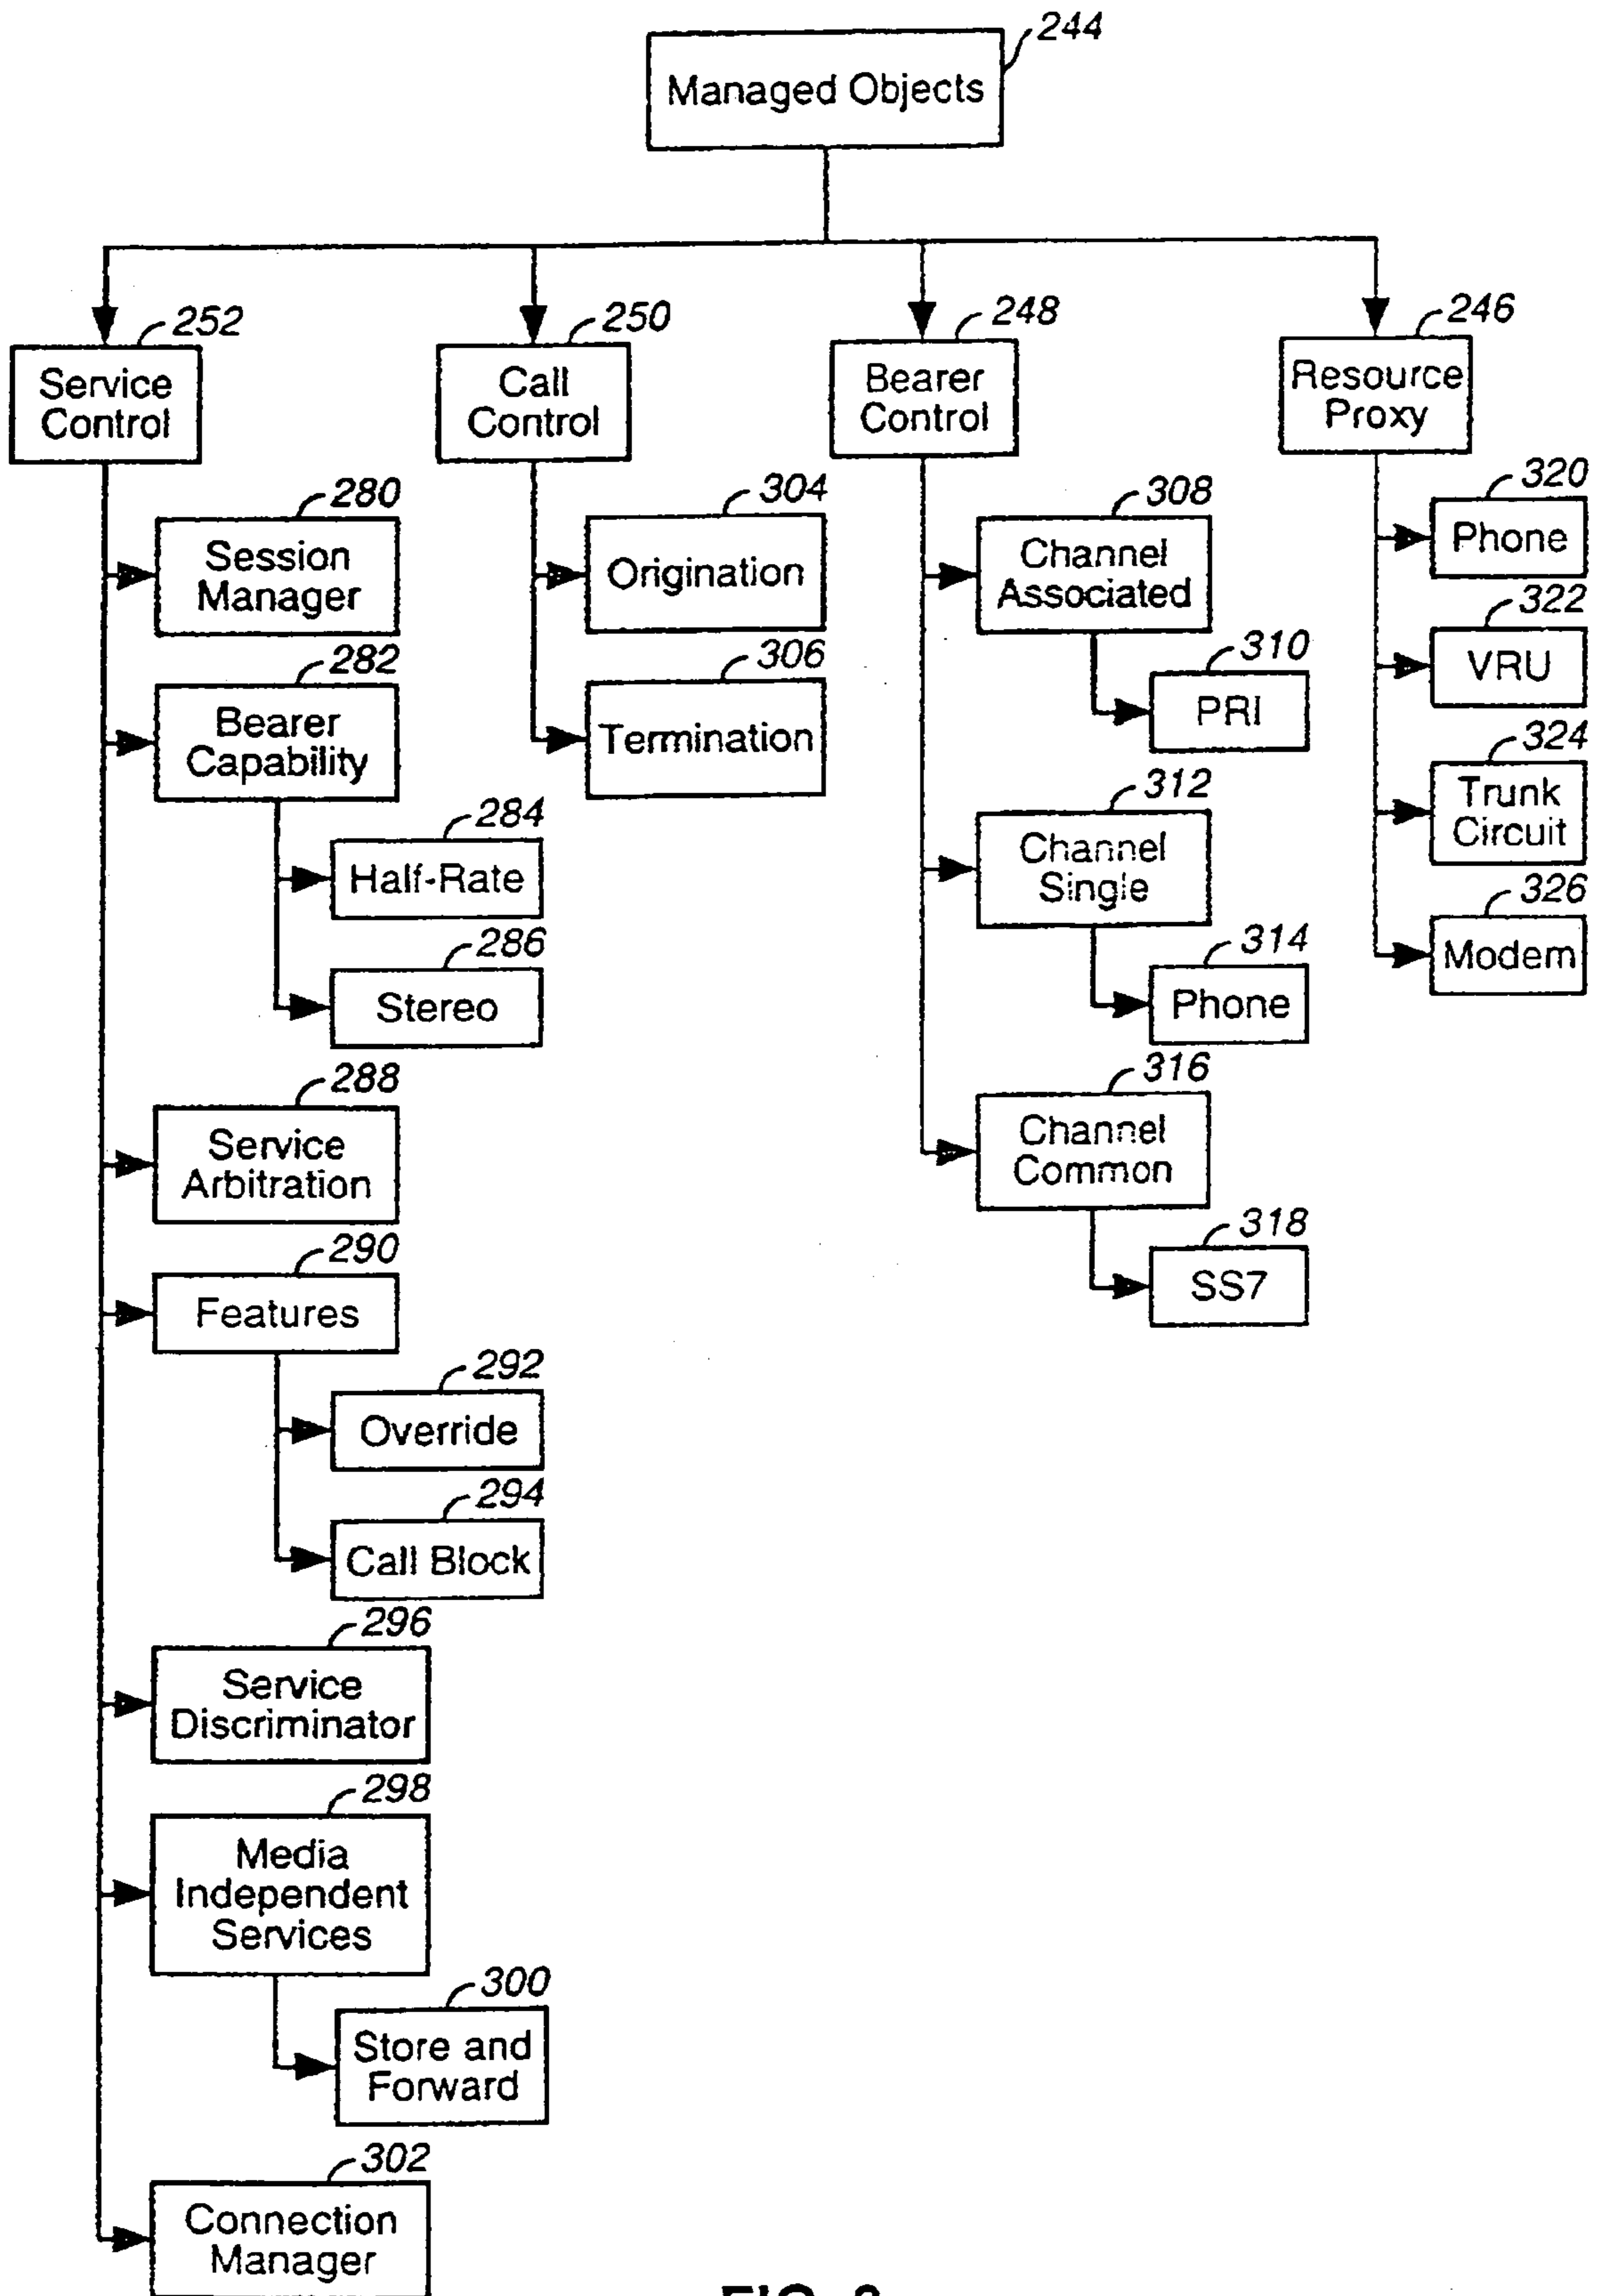 244
Managed Objects
252
Service
Control
250
Call
Control
248
Bearer
Control
246
Resource
Proxy
280
Session
Manager
282
Bearer
Capability
284
Half-Rate
286
Stereo
288
Service
Arbitration
290
Features
292
Override
294
Call Block
296
Service
Discriminator
298
Media
Independent
Services
300
Store and
Forward
302
Connection
Manager
304
Origination
306
Termination
308
Channel
Associated
310
PRI
312
Channel
Single
314
Phone
316
Channel
Common
318
SS7
320
Phone
322
VRU
324
Trunk
Circuit
326
Modem